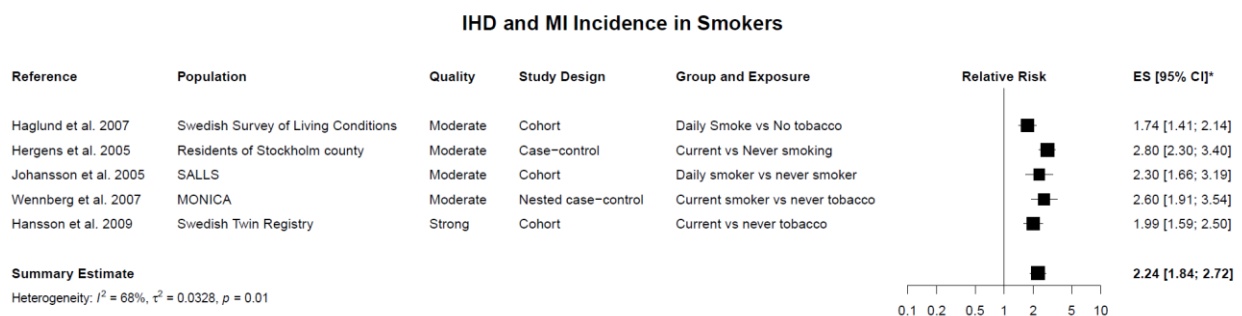 IHD and MI Incidence in Smokers
Reference Population Quality Study Design Group and Exposure Relative Risk ES [95% CI]*
Haglund et al. 2007 Swedish Survey of Living Conditions Moderate Cohort Daily Smoke vs No tobacco 1.74 [1.41; 2.14]
Hergens et al. 2005 Residents of Stockholm county Moderate Case−control Current vs Never smoking 2.80 [2.30; 3.40]
Johansson et al. 2005 SALLS Moderate Cohort Daily smoker vs never smoker 2.30 [1.66; 3.19]
Wennberg et al. 2007 MONICA Moderate Nested case−control Current smoker vs never tobacco 2.60 [1.91; 3.54]
Hansson et al. 2009 Swedish Twin Registry Strong Cohort Current vs never tobacco 1.99 [1.59; 2.50]
Summary Estimate 2.24 [1.84; 2.72]
Heterogeneity: I² = 68%, τ² = 0.0328, p = 0.01
0.1 0.5 1 2 5 10